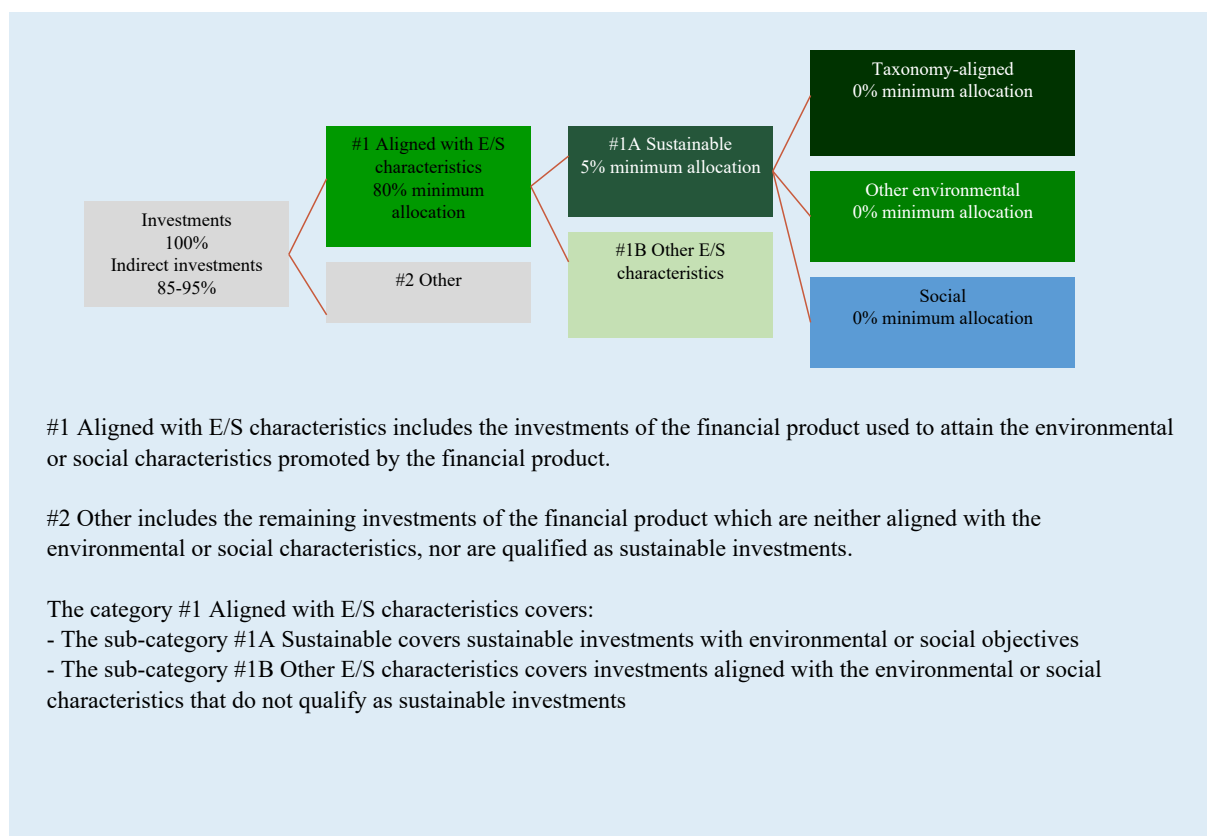 Investments
100%
Indirect investments
85-95%
#1 Aligned with E/S
characteristics
80% minimum
allocation
#2 Other
#1A Sustainable
5% minimum allocation
#1B Other E/S
characteristics
Taxonomy-aligned
0% minimum allocation
Other environmental
0% minimum allocation
Social
0% minimum allocation
#1 Aligned with E/S characteristics includes the investments of the financial product used to attain the environmental
or social characteristics promoted by the financial product.
#2 Other includes the remaining investments of the financial product which are neither aligned with the
environmental or social characteristics, nor are qualified as sustainable investments.
The category #1 Aligned with E/S characteristics covers:
- The sub-category #1A Sustainable covers sustainable investments with environmental or social objectives
- The sub-category #1B Other E/S characteristics covers investments aligned with the environmental or social
characteristics that do not qualify as sustainable investments